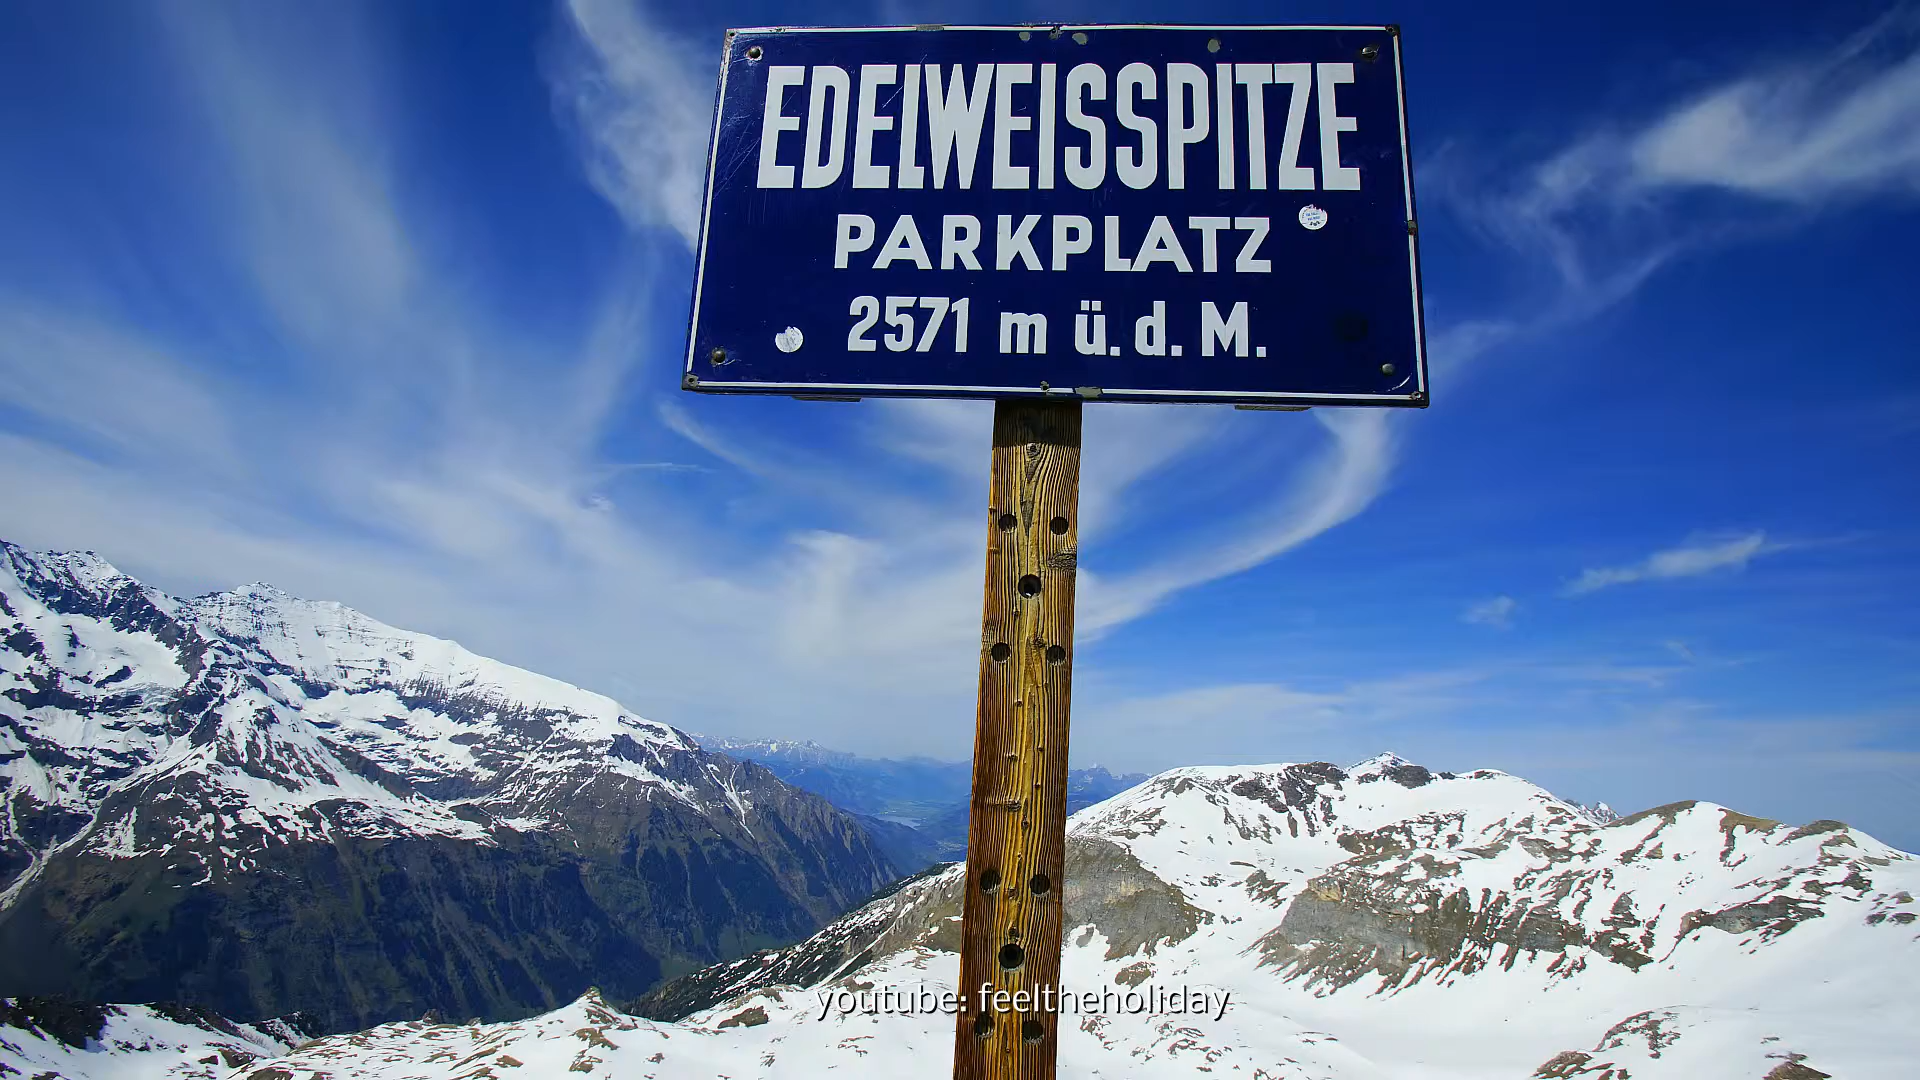 EDELWEISSPITZE
PARKPLATZ
2571 m ü. d. M.
youtube: feeltheholiday